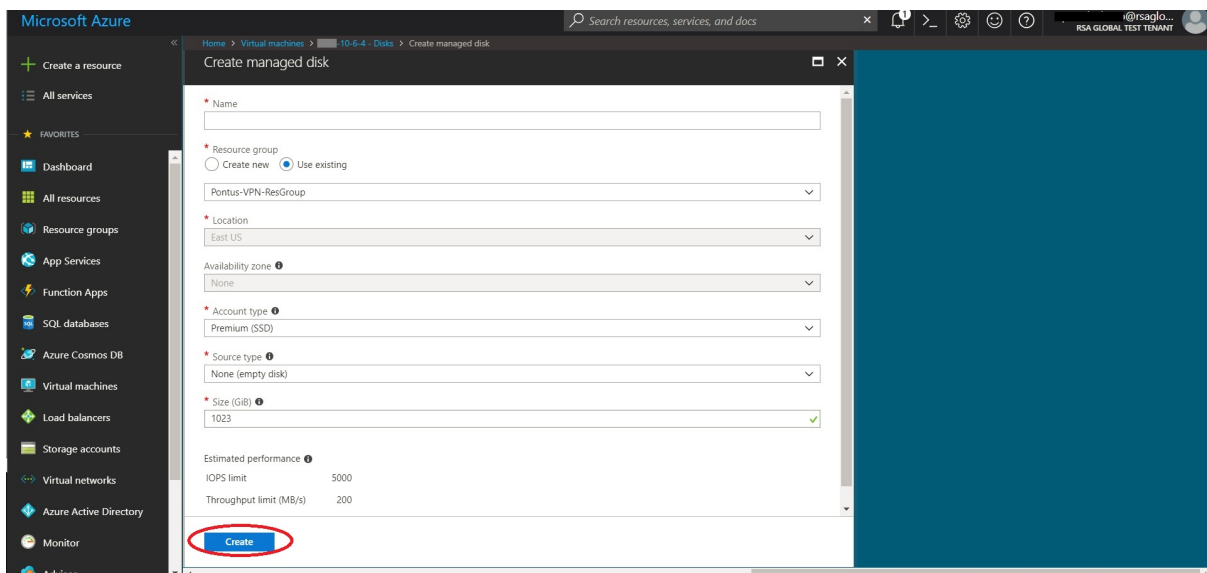 Microsoft Azure
Search resources, services, and docs
1
@rsaglo...
RSA GLOBAL TEST TENANT
Home > Virtual machines > -10-6-4 - Disks > Create managed disk
Create a resource
All services
FAVORITES
Dashboard
All resources
Resource groups
App Services
Function Apps
SQL databases
Azure Cosmos DB
Virtual machines
Load balancers
Storage accounts
Virtual networks
Azure Active Directory
Monitor
Advisor
Create managed disk
* Name
* Resource group
Create new Use existing
Pontus-VPN-ResGroup
* Location
East US
Availability zone
None
* Account type
Premium (SSD)
* Source type
None (empty disk)
* Size (GiB)
1023
Estimated performance
IOPS limit 5000
Throughput limit (MB/s) 200
Create